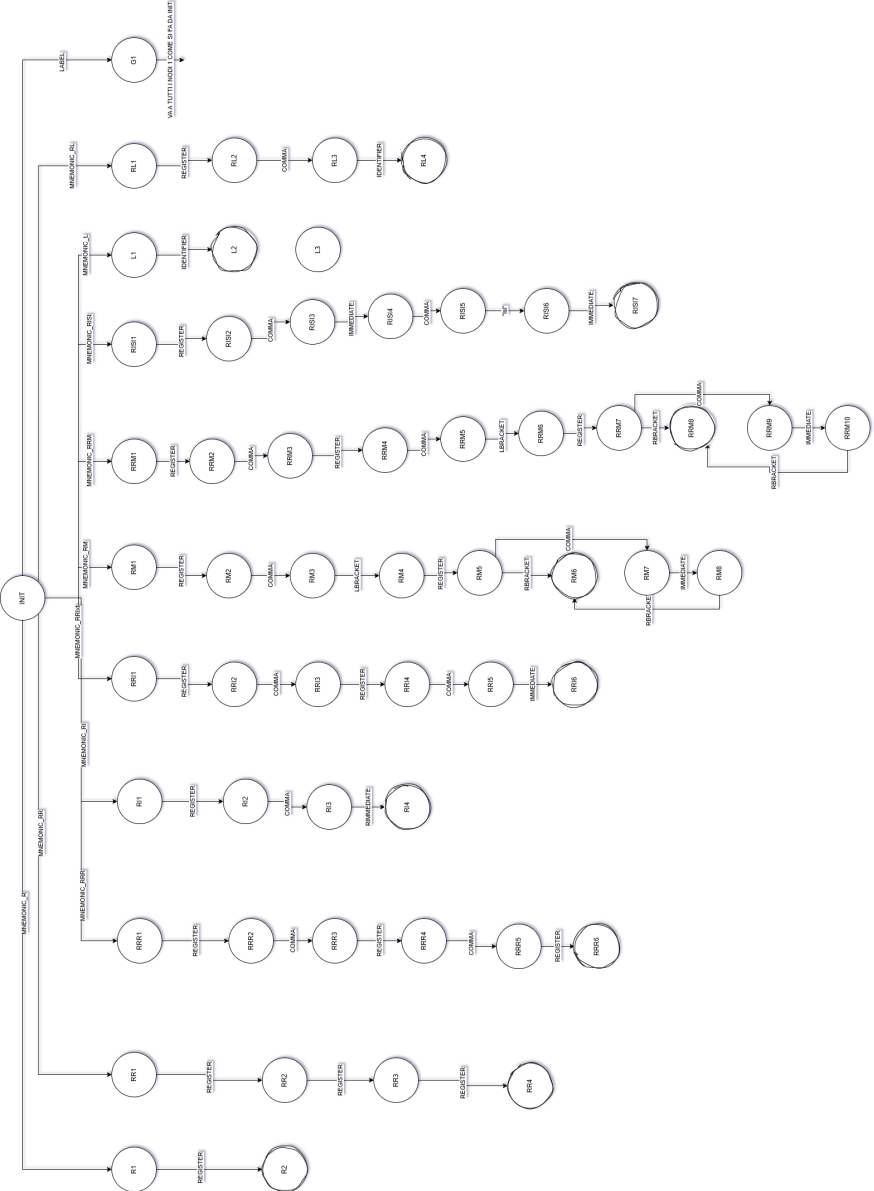 INIT
MNEMONIC_R
R1
REGISTER
R2
MNEMONIC_RR
RR1
REGISTER
RR2
REGISTER
RR3
REGISTER
RR4
MNEMONIC_RRR
RRR1
REGISTER
RRR2
COMMA
RRR3
REGISTER
RRR4
COMMA
RRR5
REGISTER
RRR6
MNEMONIC_RI
RI1
REGISTER
RI2
COMMA
RI3
RIMMEDIATE
RI4
RRI1
REGISTER
RRI2
COMMA
RRI3
REGISTER
RRI4
COMMA
RRI5
IMMEDIATE
RRI6
MNEMONIC_RM
RM1
REGISTER
RM2
COMMA
RM3
LBRACKET
RM4
REGISTER
RM5
RBRACKET
RM6
COMMA
RM7
IMMEDIATE
RM8
RBRACKET
MNEMONIC_RRM
RRM1
REGISTER
RRM2
COMMA
RRM3
REGISTER
RRM4
COMMA
RRM5
LBRACKET
RRM6
REGISTER
RRM7
RBRACKET
RRM8
COMMA
RRM9
IMMEDIATE
RRM10
RBRACKET
MNEMONIC_RISI
RISI1
REGISTER
RISI2
COMMA
RISI3
IMMEDIATE
RISI4
COMMA
RISI5
RISI6
IMMEDIATE
RISI7
MNEMONIC_L
L1
IDENTIFIER
L2
L3
MNEMONIC_RL
RL1
REGISTER
RL2
COMMA
RL3
IDENTIFIER
RL4
LABEL
G1
VA A TUTTI I NODI 1 COME SI FA DA INIT